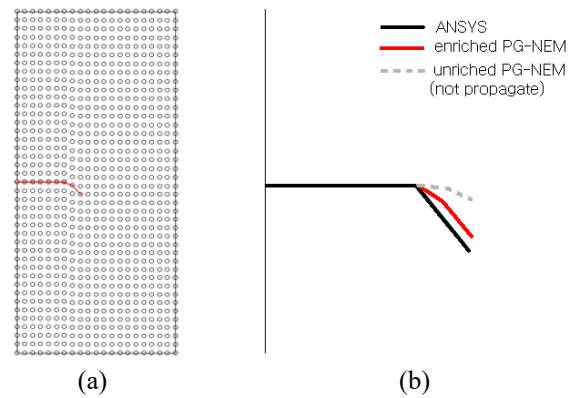 ANSYS
enriched PG-NEM
unriched PG-NEM
(not propagate)
(a)
(b)